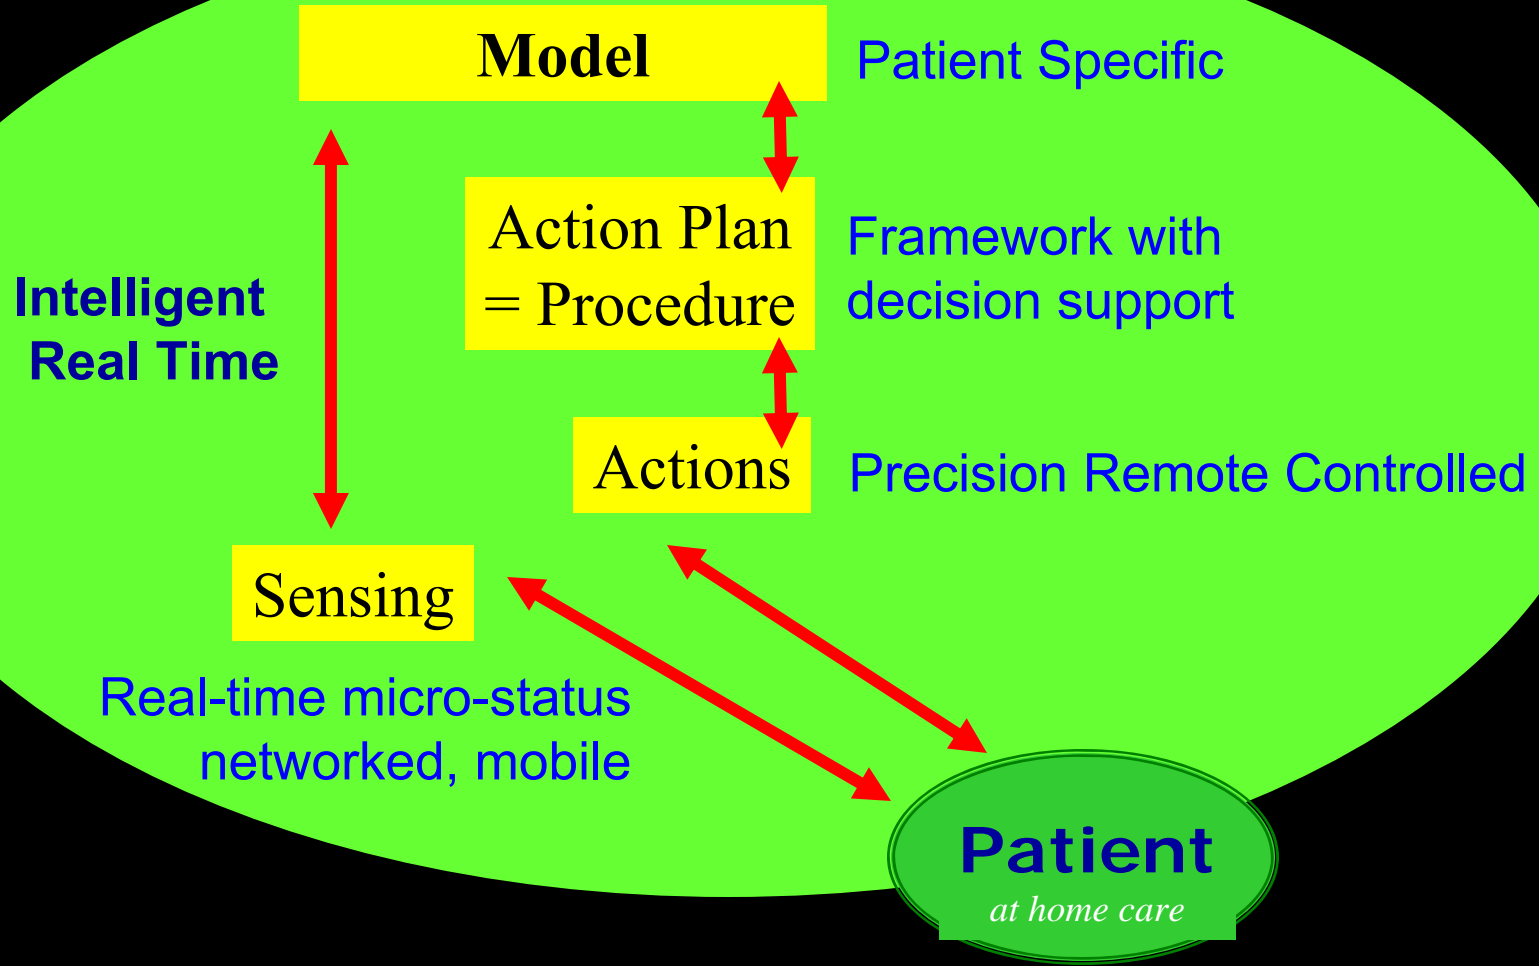 Model
Patient Specific
Action Plan
= Procedure
Framework with
decision support
Intelligent
Real Time
Actions
Precision Remote Controlled
Sensing
Real-time micro-status
networked, mobile
Patient
at home care